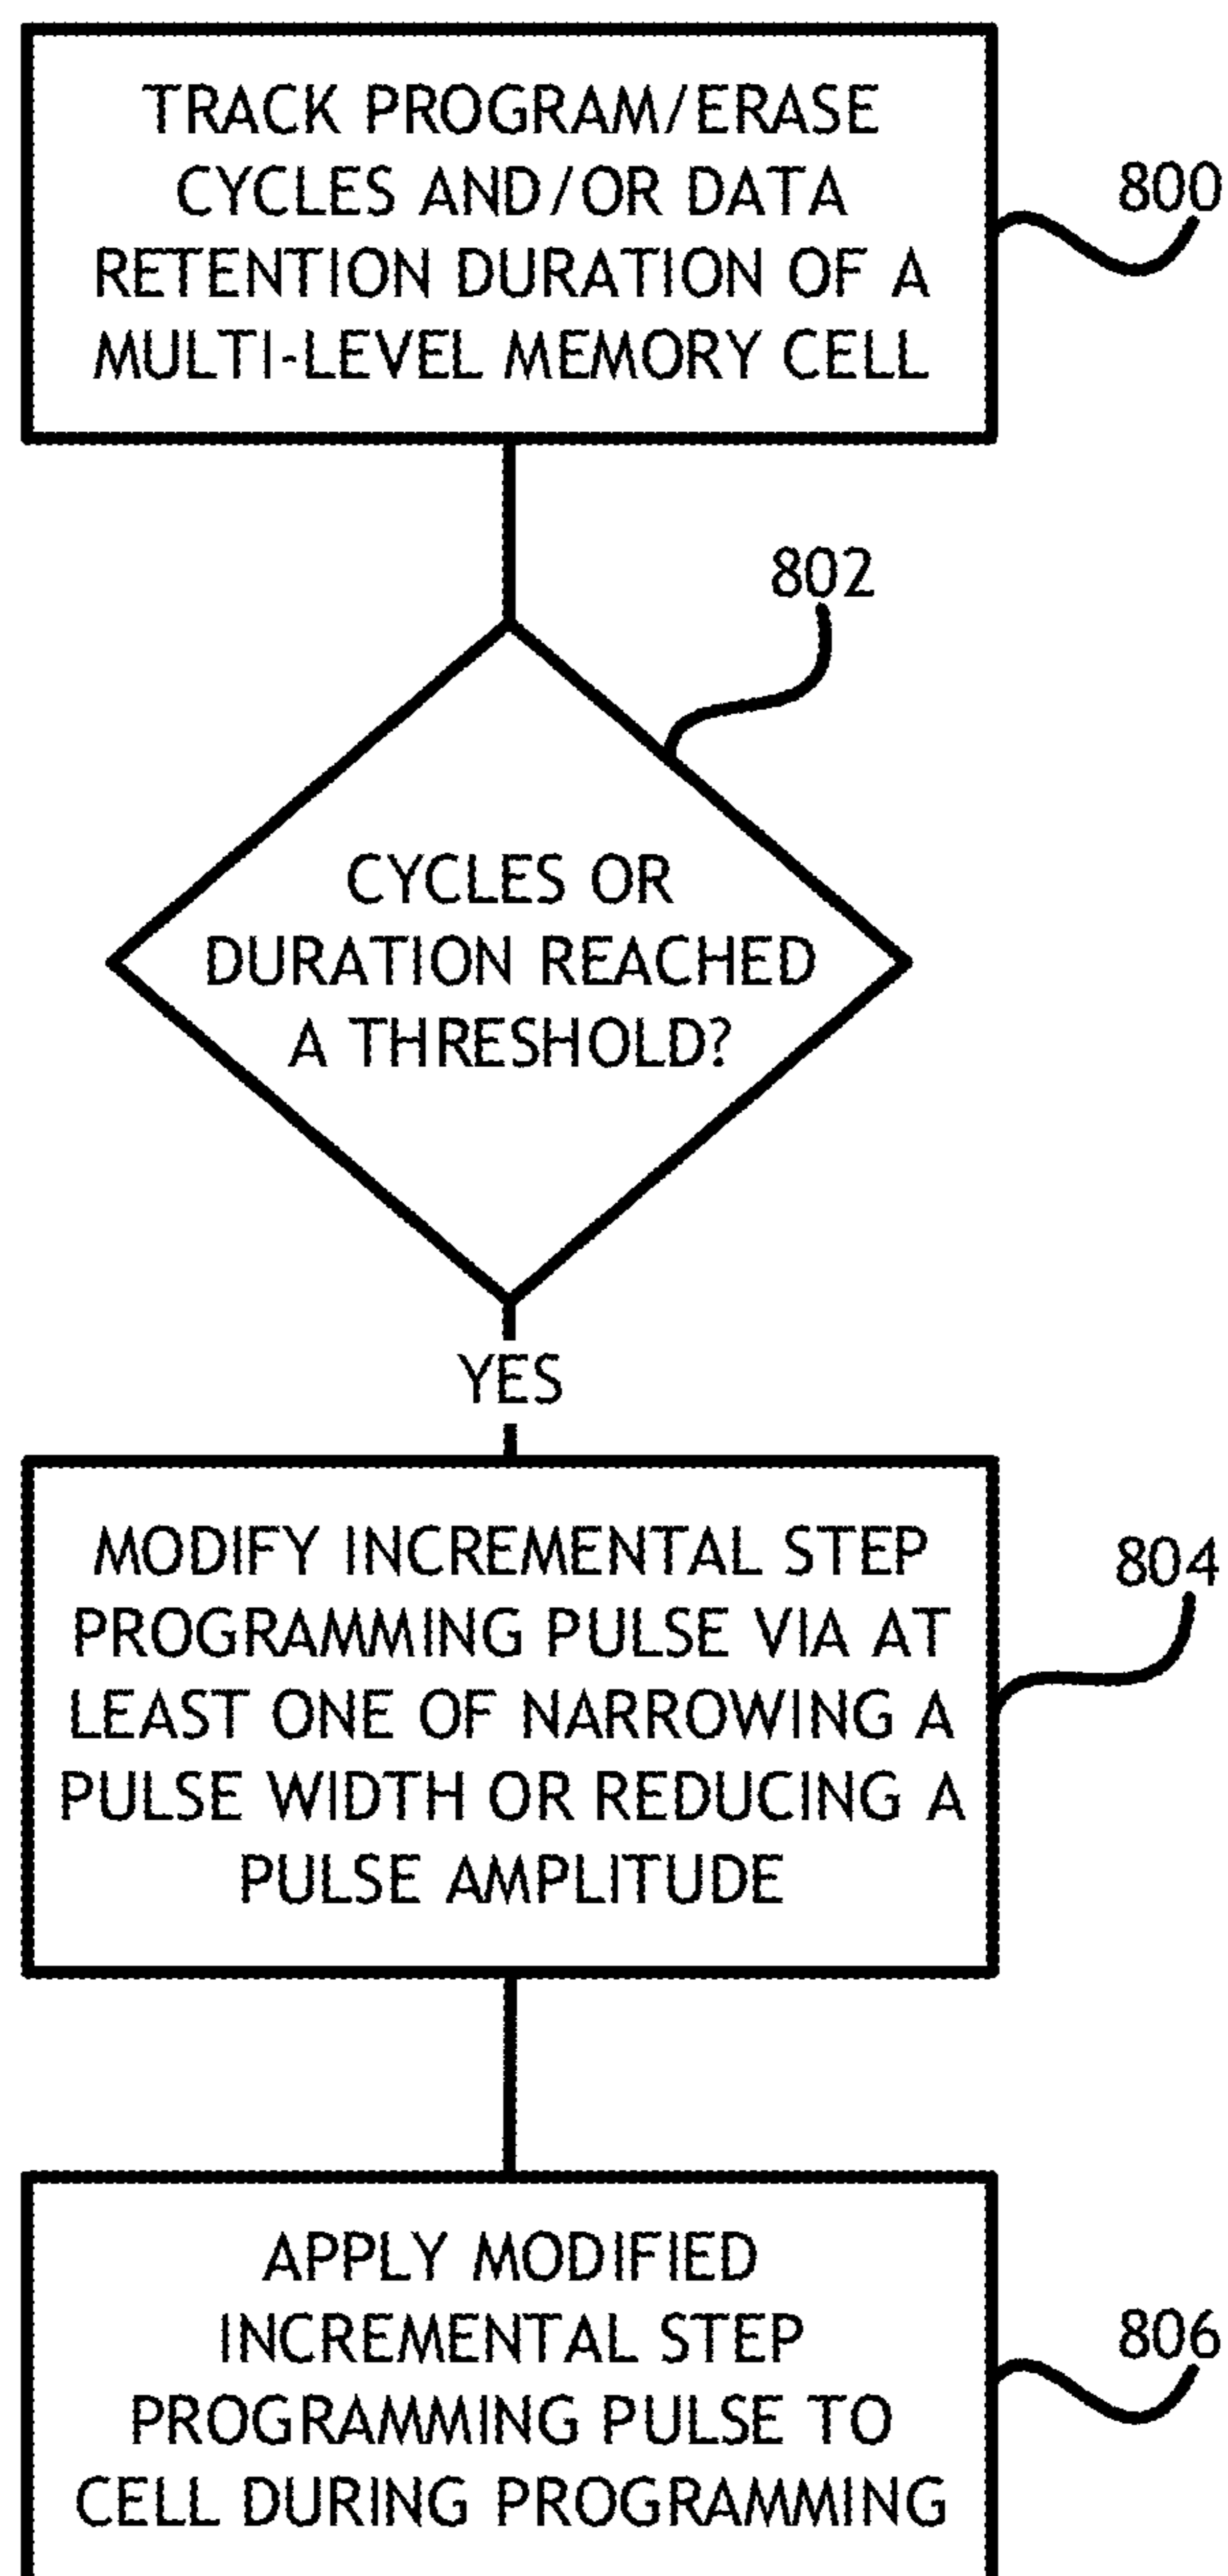 TRACK PROGRAM/ERASE
CYCLES AND/OR DATA
RETENTION DURATION OF A
MULTI-LEVEL MEMORY CELL
800
802
CYCLES OR
DURATION REACHED
A THRESHOLD?
YES
MODIFY INCREMENTAL STEP
PROGRAMMING PULSE VIA AT
LEAST ONE OF NARROWING A
PULSE WIDTH OR REDUCING A
PULSE AMPLITUDE
804
APPLY MODIFIED
INCREMENTAL STEP
PROGRAMMING PULSE TO
CELL DURING PROGRAMMING
806